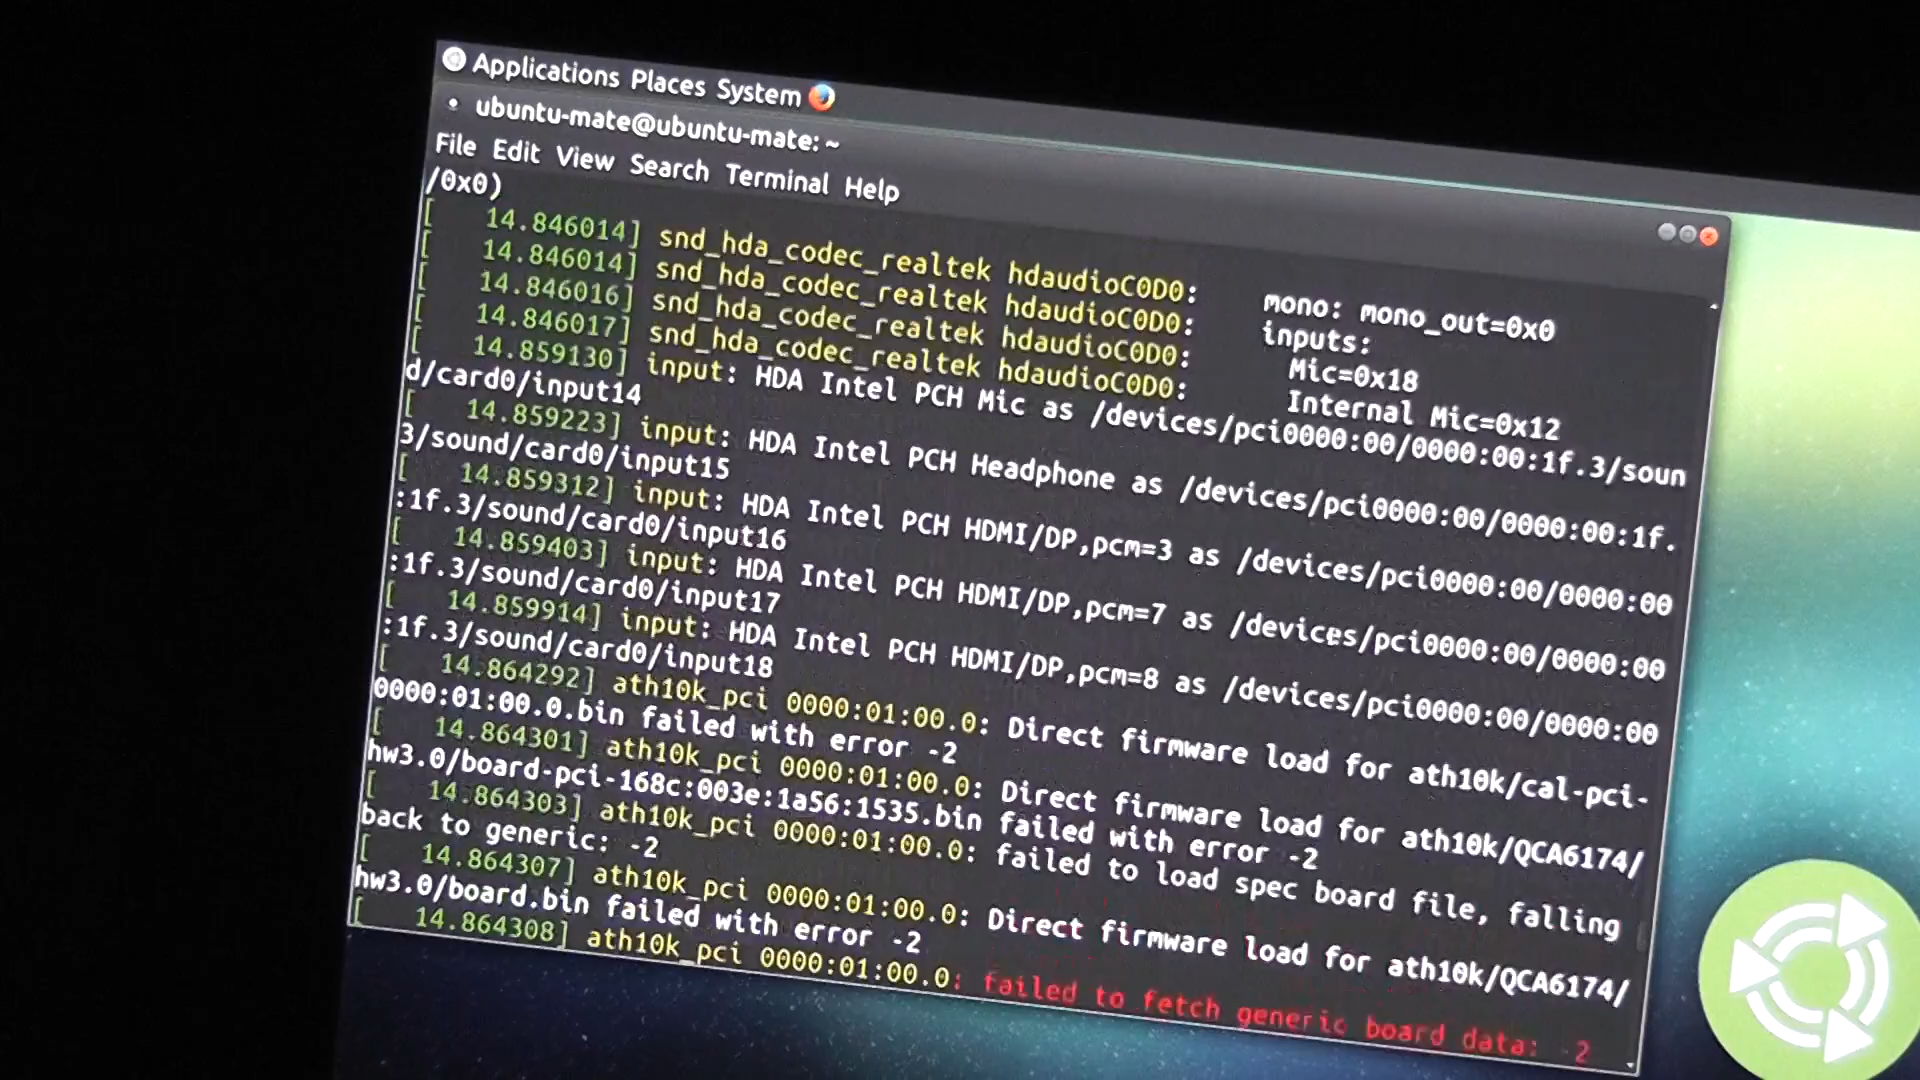 Applications Places System
ubuntu-mate@ubuntu-mate: ~
File Edit View Search Terminal Help
/0x0)
[   14.846014] snd_hda_codec_realtek hdaudioC0D0:    mono: mono_out=0x0
[   14.846014] snd_hda_codec_realtek hdaudioC0D0:    inputs:
[   14.846016] snd_hda_codec_realtek hdaudioC0D0:      Mic=0x18
[   14.846017] snd_hda_codec_realtek hdaudioC0D0:      Internal Mic=0x12
[   14.859130] input: HDA Intel PCH Mic as /devices/pci0000:00/0000:00:1f.3/soun
d/card0/input14
[   14.859223] input: HDA Intel PCH Headphone as /devices/pci0000:00/0000:00:1f.
3/sound/card0/input15
[   14.859312] input: HDA Intel PCH HDMI/DP,pcm=3 as /devices/pci0000:00/0000:00
:1f.3/sound/card0/input16
[   14.859403] input: HDA Intel PCH HDMI/DP,pcm=7 as /devices/pci0000:00/0000:00
:1f.3/sound/card0/input17
[   14.859914] input: HDA Intel PCH HDMI/DP,pcm=8 as /devices/pci0000:00/0000:00
:1f.3/sound/card0/input18
[   14.864292] ath10k_pci 0000:01:00.0: Direct firmware load for ath10k/cal-pci-
0000:01:00.0.bin failed with error -2
[   14.864301] ath10k_pci 0000:01:00.0: Direct firmware load for ath10k/QCA6174/
hw3.0/board-pci-168c:003e:1a56:1535.bin failed with error -2
[   14.864303] ath10k_pci 0000:01:00.0: failed to load spec board file, falling
back to generic: -2
[   14.864307] ath10k_pci 0000:01:00.0: Direct firmware load for ath10k/QCA6174/
hw3.0/board.bin failed with error -2
[   14.864308] ath10k_pci 0000:01:00.0: failed to fetch generic board data: -2